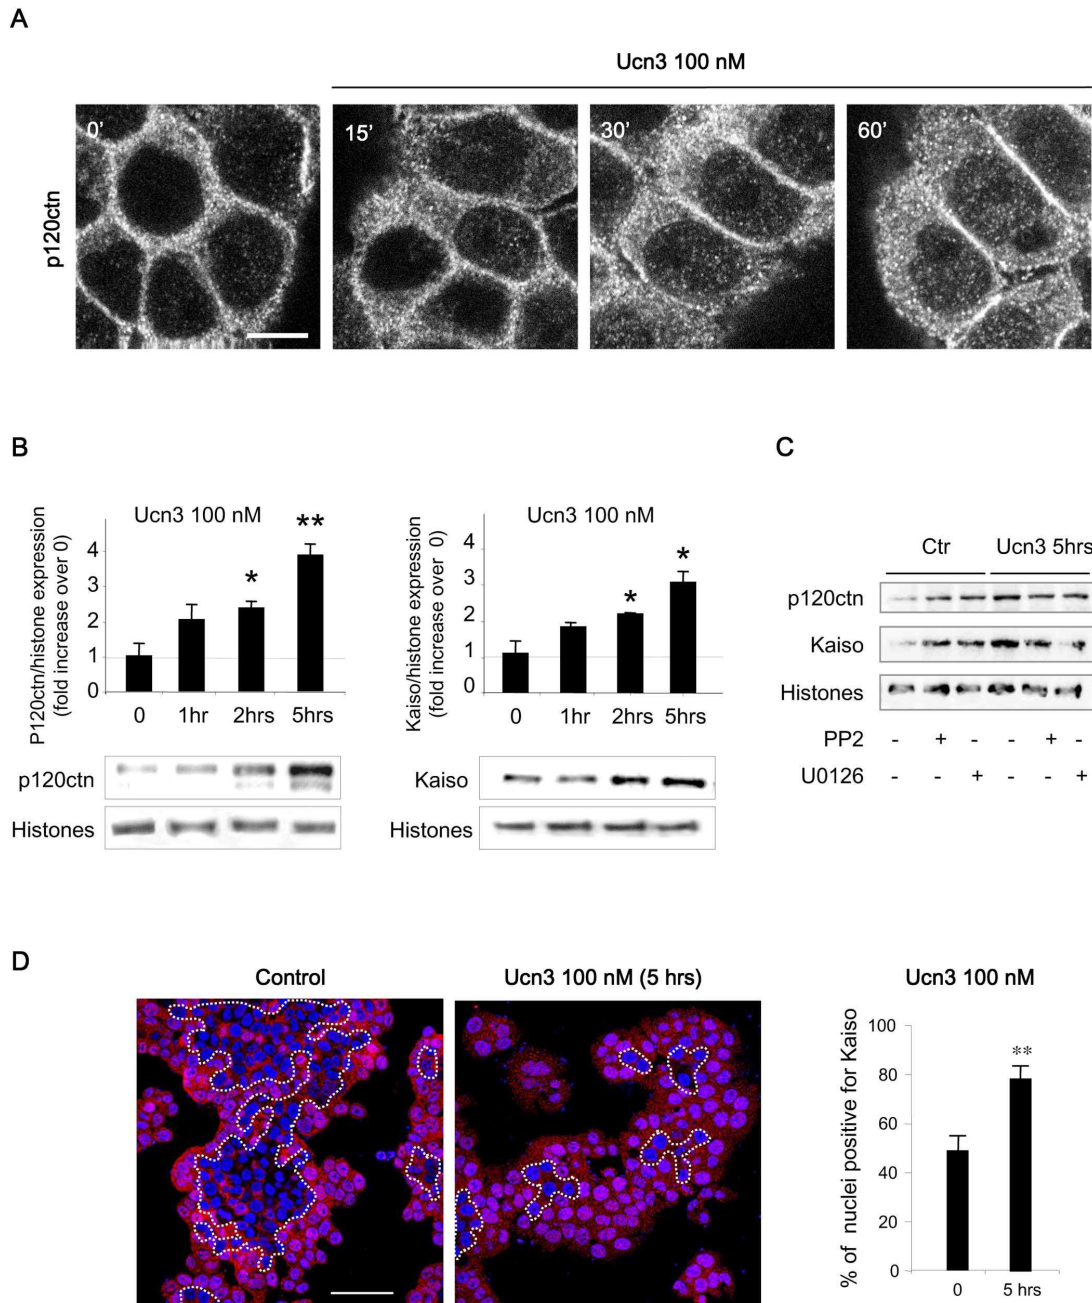 A
Ucn3 100 nM
0’
15’
30’
60’
p120ctn
B
Ucn3 100 nM
P120ctn/histone expression
(fold increase over 0)
4
3
2
1
0
*
**
0 1hr 2hrs 5hrs
p120ctn
Histones
Ucn3 100 nM
Kaiso/histone expression
(fold increase over 0)
4
3
2
1
0
*
*
0 1hr 2hrs 5hrs
Kaiso
Histones
C
Ctr Ucn3 5hrs
p120ctn
Kaiso
Histones
PP2 - + - - + -
U0126 - - + - - +
D
Control
Ucn3 100 nM (5 hrs)
Ucn3 100 nM
% of nuclei positive for Kaiso
100
80
60
40
20
0
**
0 5 hrs